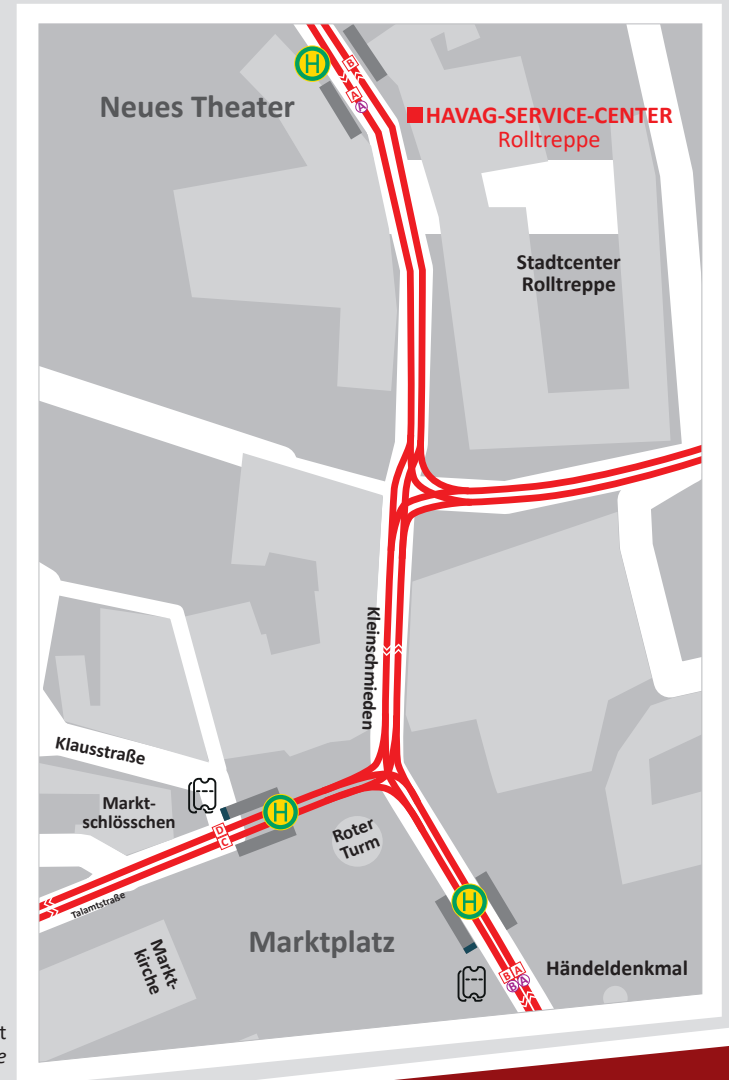 H
B
A
A
Neues Theater
HAVAG-SERVICE-CENTER
Rolltreppe
Stadtcenter
Rolltreppe
Kleinschmieden
Klausstraße
Markt-
schlösschen
H
D
C
Roter
Turm
Talamtstraße
H
Marktplatz
Markt-
kirche
Händeldenkmal
B A
B A
t
e